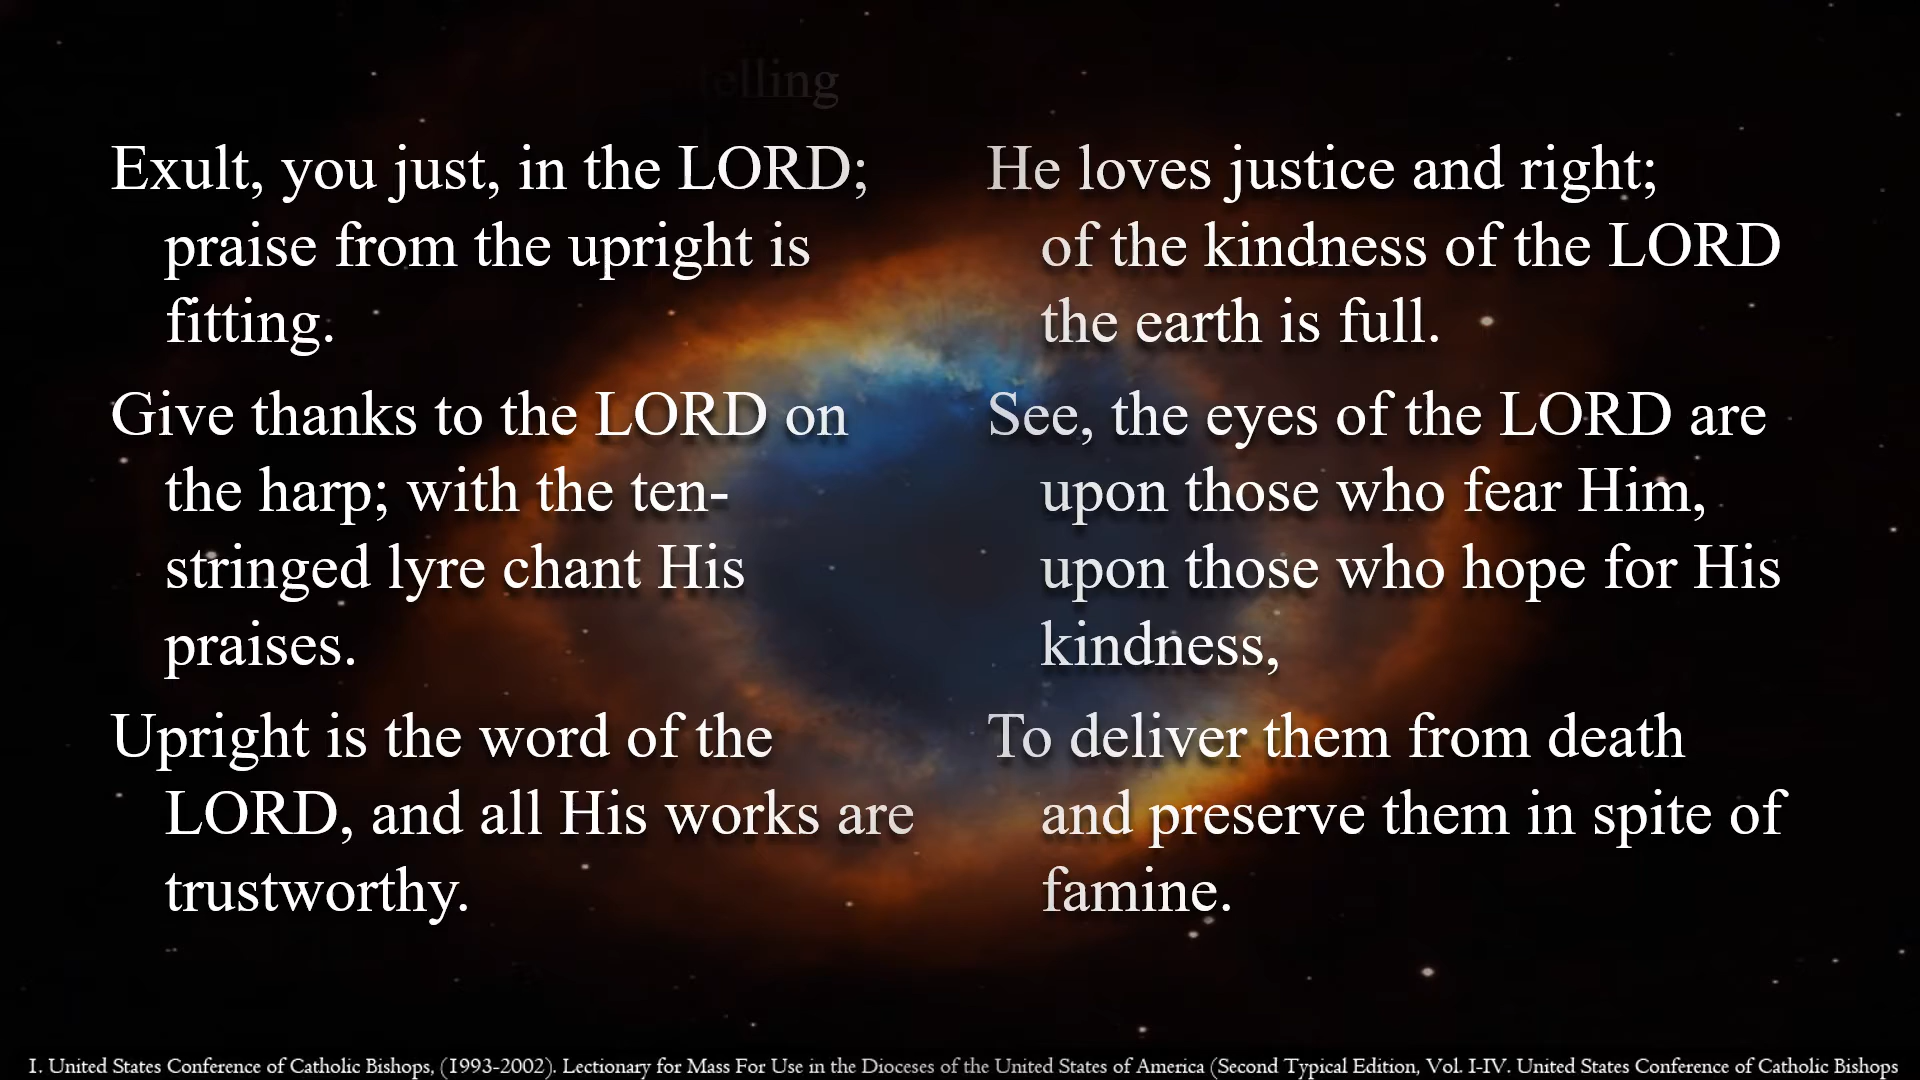 telling
Exult, you just, in the LORD;
praise from the upright is
fitting.
Give thanks to the LORD on
the harp; with the ten-
stringed lyre chant His
praises.
Upright is the word of the
LORD, and all His works are
trustworthy.
He loves justice and right;
of the kindness of the LORD
the earth is full.
See, the eyes of the LORD are
upon those who fear Him,
upon those who hope for His
kindness,
To deliver them from death
and preserve them in spite of
famine.
1. United States Conference of Catholic Bishops, (1993-2002). Lectionary for Mass For Use in the Dioceses of the United States of America (Second Typical Edition, Vol. I-IV. United States Conference of Catholic Bishops